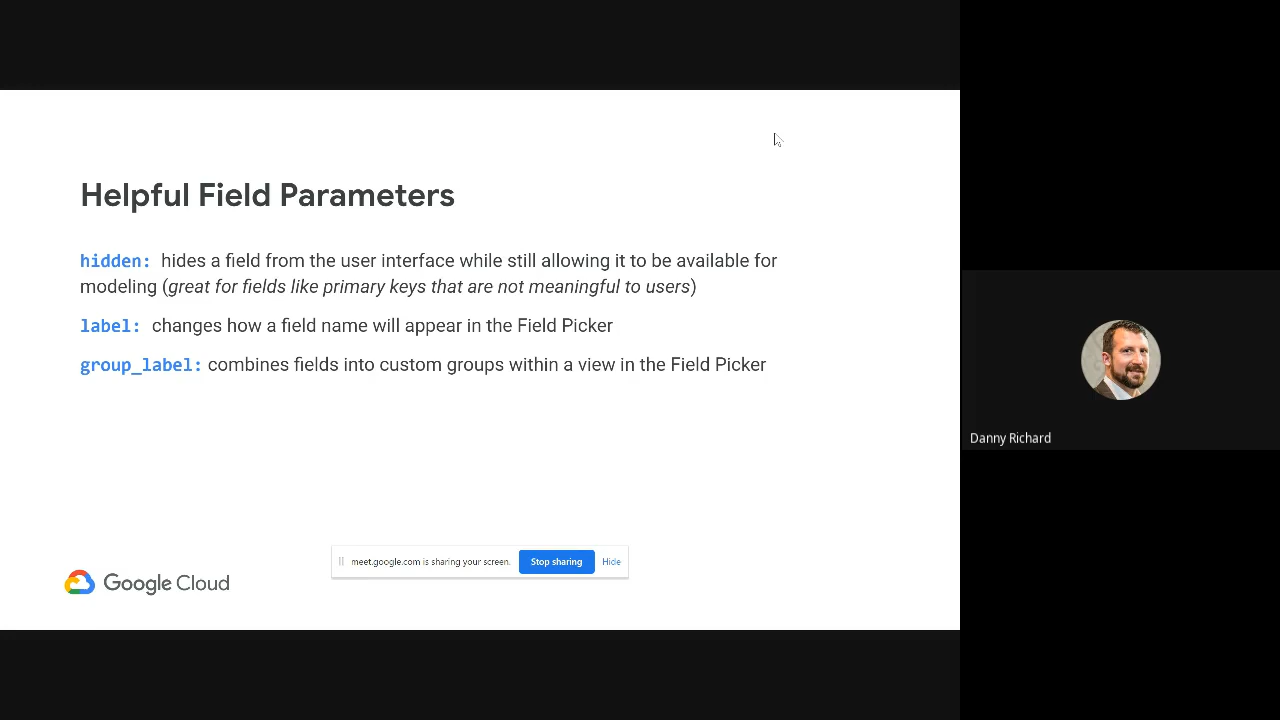 Helpful Field Parameters
hidden: hides a field from the user interface while still allowing it to be available for
modeling (great for fields like primary keys that are not meaningful to users)
label: changes how a field name will appear in the Field Picker
group_label: combines fields into custom groups within a view in the Field Picker
Danny Richard
meet.google.com is sharing your screen. Stop sharing Hide
Google Cloud